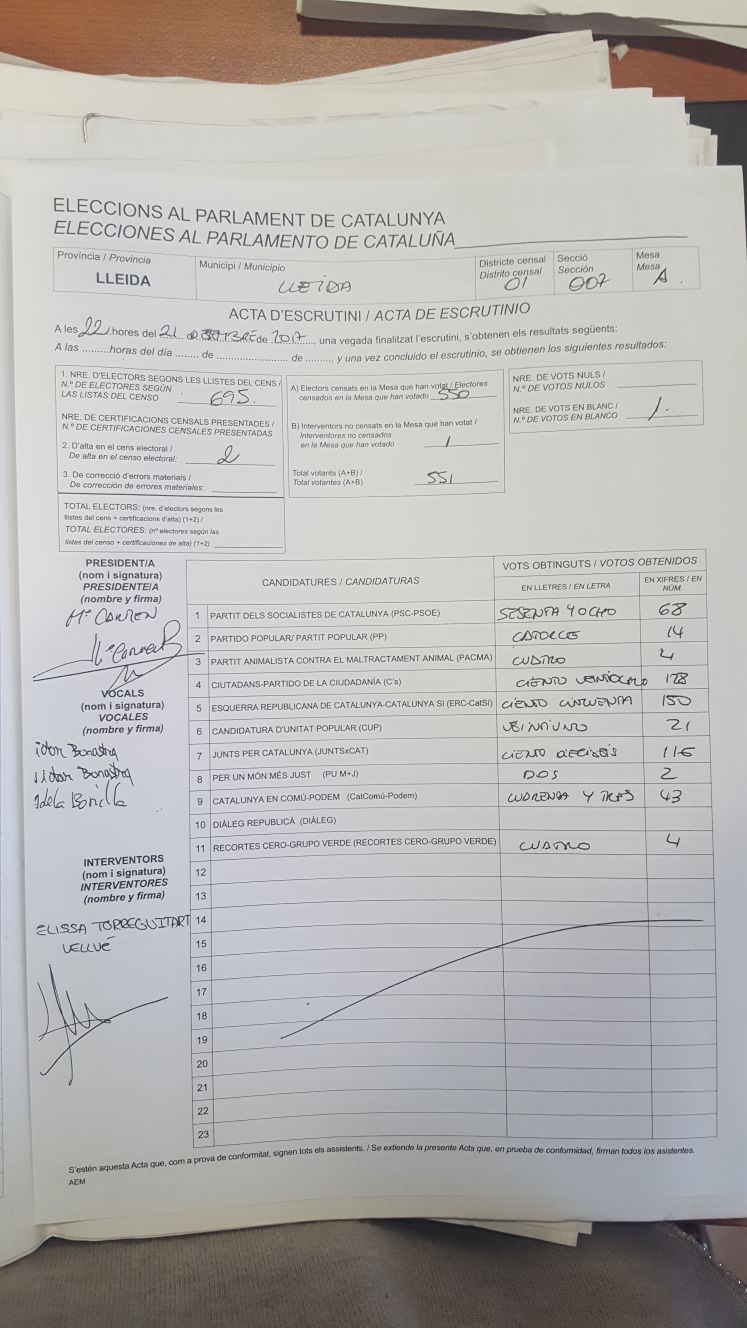 ELECCIONS AL PARLAMENT DE CATALUNYA
ELECCIONES AL PARLAMENTO DE CATALUÑA
Província / Provincia
LLEIDA
Municipi / Municipio
LLEIDA
Districte censal
Distrito censal
01
Secció
Sección
007
Mesa
Mesa
A.
ACTA D'ESCRUTINI / ACTA DE ESCRUTINIO
A les 22 hores del 21 de 2017, una vegada finalitzat l'escrutini, s'obtenen els resultats següents:
A las .........horas del día ....... de ...................... de ........, y una vez concluido el escrutinio, se obtienen los siguientes resultados:
1. NRE. D'ELECTORS SEGONS LES LLISTES DEL CENS /
N.º DE ELECTORES SEGÚN
LAS LISTAS DEL CENSO 695.
NRE. DE CERTIFICACIONS CENSALS PRESENTADES /
N.º DE CERTIFICACIONES CENSALES PRESENTADAS
2. D'alta en el cens electoral /
De alta en el censo electoral: 2
3. De correcció d'errors materials /
De corrección de errores materiales:
TOTAL ELECTORS: (nre. d'electors segons les
llistes del cens + certificacions d'alta) (1+2) /
TOTAL ELECTORES: (nº electores según las
listas del censo + certificaciones de alta) (1+2)
A) Electors censats en la Mesa que han votat / Electores
censados en la Mesa que han votado 550
B) Interventors no censats en la Mesa que han votat /
Interventores no censados
en la Mesa que han votado 1
Total votants (A+B) /
Total votantes (A+B) 551
NRE. DE VOTS NULS /
N.º DE VOTOS NULOS
NRE. DE VOTS EN BLANC /
N.º DE VOTOS EN BLANCO 1.
PRESIDENT/A
(nom i signatura)
PRESIDENTE/A
(nombre y firma)
Mª CARMEN
VOCALS
(nom i signatura)
VOCALES
(nombre y firma)
Bonastra
Bonastra
Adela Bonilla
INTERVENTORS
(nom i signatura)
INTERVENTORES
(nombre y firma)
ELISSA TORREGUITART
VELLVÉ
CANDIDATURES / CANDIDATURAS
VOTS OBTINGUTS / VOTOS OBTENIDOS
EN LLETRES / EN LETRA
EN XIFRES / EN NÚM.
1 PARTIT DELS SOCIALISTES DE CATALUNYA (PSC-PSOE) SESENTA Y OCHO 68
2 PARTIDO POPULAR/ PARTIT POPULAR (PP) CATORCE 14
3 PARTIT ANIMALISTA CONTRA EL MALTRACTAMENT ANIMAL (PACMA) CUATRO 4
4 CIUTADANS-PARTIDO DE LA CIUDADANÍA (C's) CIENTO VEINTIOCHO 128
5 ESQUERRA REPUBLICANA DE CATALUNYA-CATALUNYA SI (ERC-CatSI) CIENTO CINCUENTA 150
6 CANDIDATURA D'UNITAT POPULAR (CUP) VEINTIUNO 21
7 JUNTS PER CATALUNYA (JUNTSxCAT) CIENTO DIECISEIS 116
8 PER UN MÓN MÉS JUST (PU M+J) DOS 2
9 CATALUNYA EN COMÚ-PODEM (CatComú-Podem) CUARENTA Y TRES 43
10 DIÀLEG REPUBLICÀ (DIÀLEG)
11 RECORTES CERO-GRUPO VERDE (RECORTES CERO-GRUPO VERDE) CUATRO 4
12
13
14
15
16
17
18
19
20
21
22
23
S'estén aquesta Acta que, com a prova de conformitat, signen tots els assistents. / Se extiende la presente Acta que, en prueba de conformidad, firman todos los asistentes.
AEM